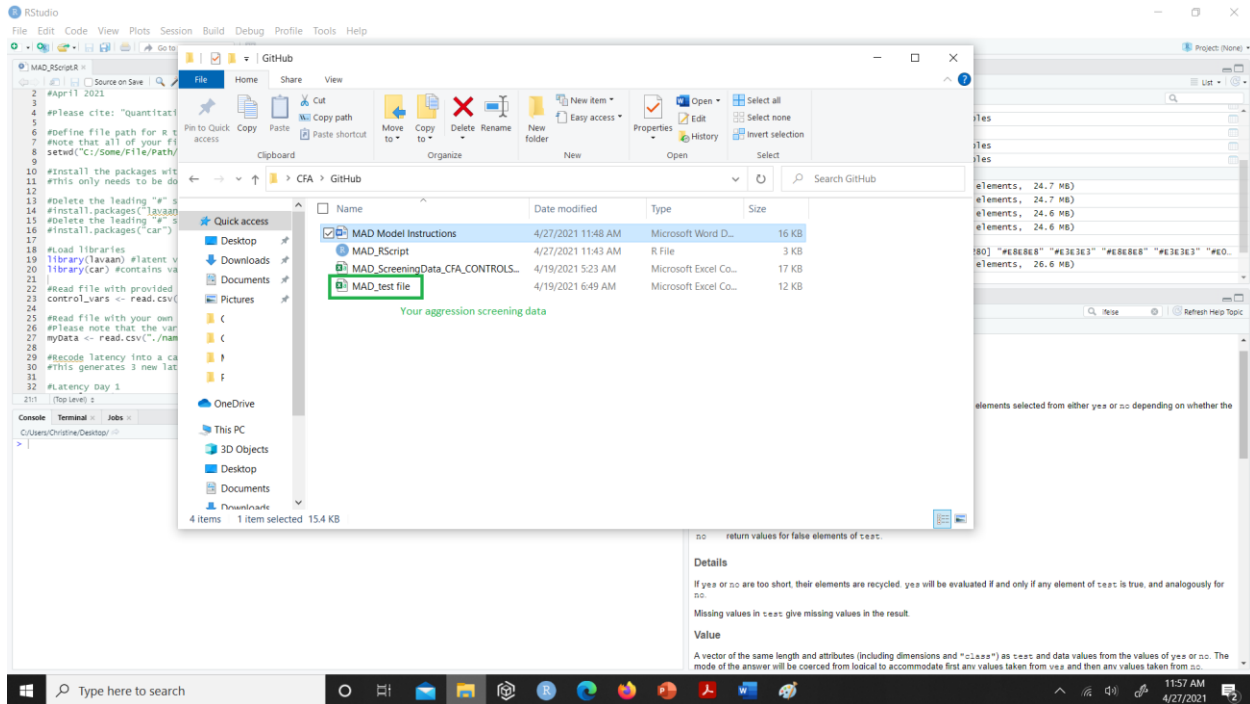 RStudio
File Edit Code View Plots Session Build Debug Profile Tools Help
Go to
Project: (None)
MAD_RScript.R
Source on Save
2 #April 2021
3
4 #Please cite: "Quantitati
5
6 #Define file path for R t
7 #Note that all of your fi
8 setwd("C:/Some/File/Path/
9
10 #Install the packages wit
11 #This only needs to be do
12
13 #Delete the leading "#" s
14 #install.packages("lavaan
15 #Delete the leading "#" s
16 #install.packages("car")
17
18 #Load libraries
19 library(lavaan) #latent v
20 library(car) #contains va
21
22 #Read file with provided
23 control_vars <- read.csv(
24
25 #Read file with your own
26 #Please note that the var
27 myData <- read.csv("./nam
28
29 #Recode latency into a ca
30 #This generates 3 new lat
31
32 #Latency Day 1
21:1 (Top Level)
Console Terminal Jobs
C:/Users/Christine/Desktop/
>
GitHub
File Home Share View
Pin to Quick access
Copy
Paste
Cut
Copy path
Paste shortcut
Clipboard
Move to
Copy to
Delete
Rename
Organize
New folder
New item
Easy access
New
Properties
Open
Edit
History
Open
Select all
Select none
Invert selection
Select
> CFA > GitHub
Search GitHub
Quick access
Desktop
Downloads
Documents
Pictures
OneDrive
This PC
3D Objects
Desktop
Documents
Downloads
Name Date modified Type Size
MAD Model Instructions 4/27/2021 11:48 AM Microsoft Word D... 16 KB
MAD_RScript 4/27/2021 11:43 AM R File 3 KB
MAD_ScreeningData_CFA_CONTROLS... 4/19/2021 5:23 AM Microsoft Excel Co... 17 KB
MAD_test file 4/19/2021 6:49 AM Microsoft Excel Co... 12 KB
Your aggression screening data
4 items 1 item selected 15.4 KB
List
bles
bles
bles
elements, 24.7 MB)
elements, 24.7 MB)
elements, 24.6 MB)
elements, 24.6 MB)
280] "#E8E8E8" "#E3E3E3" "#E8E8E8" "#E3E3E3" "#E0...
elements, 26.6 MB)
ifelse
Refresh Help Topic
elements selected from either yes or no depending on whether the
no return values for false elements of test.
Details
If yes or no are too short, their elements are recycled. yes will be evaluated if and only if any element of test is true, and analogously for
no.
Missing values in test give missing values in the result.
Value
A vector of the same length and attributes (including dimensions and "class") as test and data values from the values of yes or no. The
mode of the answer will be coerced from logical to accommodate first any values taken from yes and then any values taken from no.
Type here to search
11:57 AM
4/27/2021
2